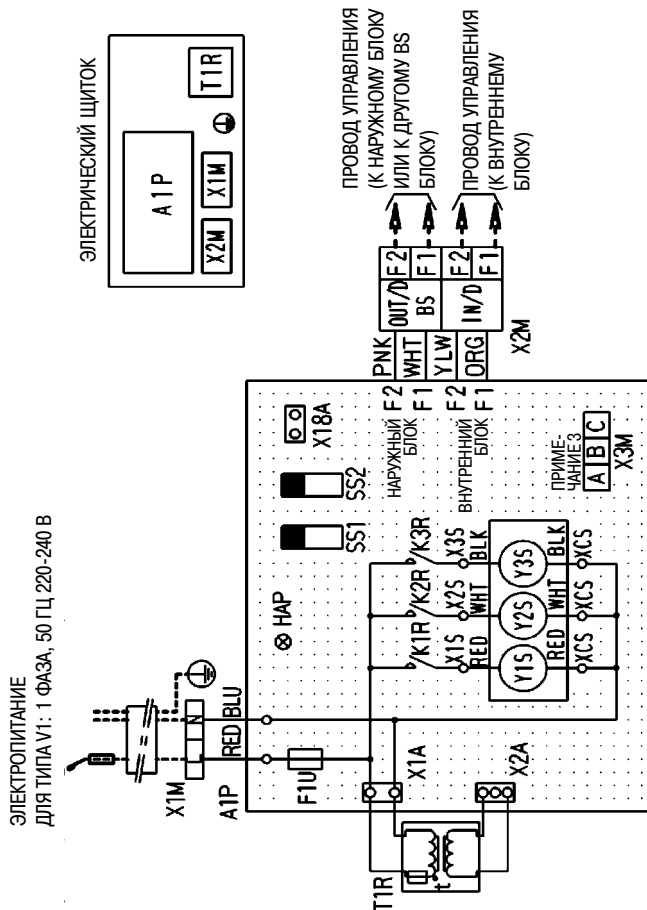 ЭЛЕКТРОПИТАНИЕ
ДЛЯ ТИПА V1: 1 ФАЗА, 50 ГЦ 220-240 В
ЭЛЕКТРИЧЕСКИЙ ЩИТОК
A1P
X2M
X1M
T1R
X1M
L
N
RED
BLU
A1P
F1U
T1R
t°
X1A
X2A
HAP
SS1
SS2
X18A
K1R
K2R
K3R
X1S
X2S
X3S
RED
WHT
BLK
Y1S
Y2S
Y3S
RED
WHT
BLK
XCS
XCS
XCS
НАРУЖНЫЙ
БЛОК
F2
F1
ВНУТРЕННИЙ
БЛОК
F2
F1
ПРИМЕ-
ЧАНИЕ 3
A B C
X3M
PNK
WHT
YLW
ORG
OUT/D
BS
IN/D
F2
F1
F2
F1
X2M
ПРОВОД УПРАВЛЕНИЯ
(К НАРУЖНОМУ БЛОКУ
ИЛИ К ДРУГОМУ BS
БЛОКУ)
ПРОВОД УПРАВЛЕНИЯ
(К ВНУТРЕННЕМУ
БЛОКУ)